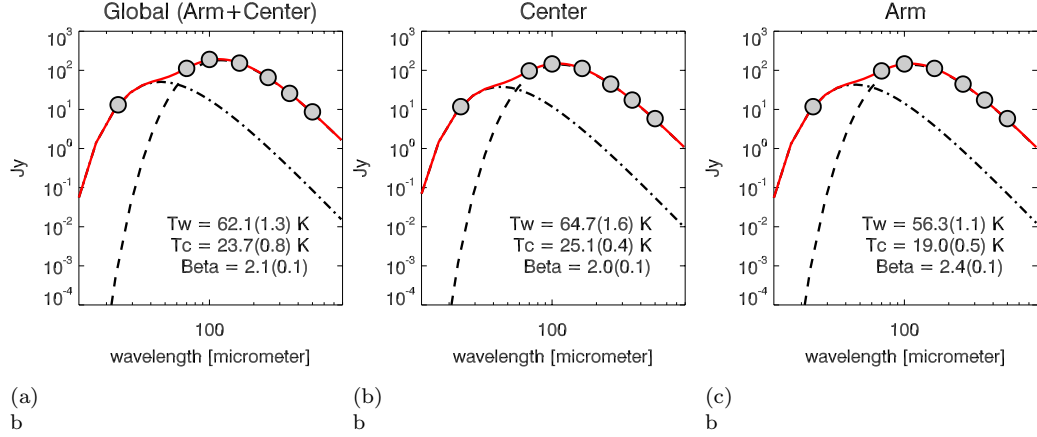 Global (Arm+Center)
Jy
10^3
10^2
10^1
10^0
10^-1
10^-2
10^-3
10^-4
Tw = 62.1(1.3) K
Tc = 23.7(0.8) K
Beta = 2.1(0.1)
100
wavelength [micrometer]
(a)
b
Center
Jy
10^3
10^2
10^1
10^0
10^-1
10^-2
10^-3
10^-4
Tw = 64.7(1.6) K
Tc = 25.1(0.4) K
Beta = 2.0(0.1)
100
wavelength [micrometer]
(b)
b
Arm
Jy
10^3
10^2
10^1
10^0
10^-1
10^-2
10^-3
10^-4
Tw = 56.3(1.1) K
Tc = 19.0(0.5) K
Beta = 2.4(0.1)
100
wavelength [micrometer]
(c)
b